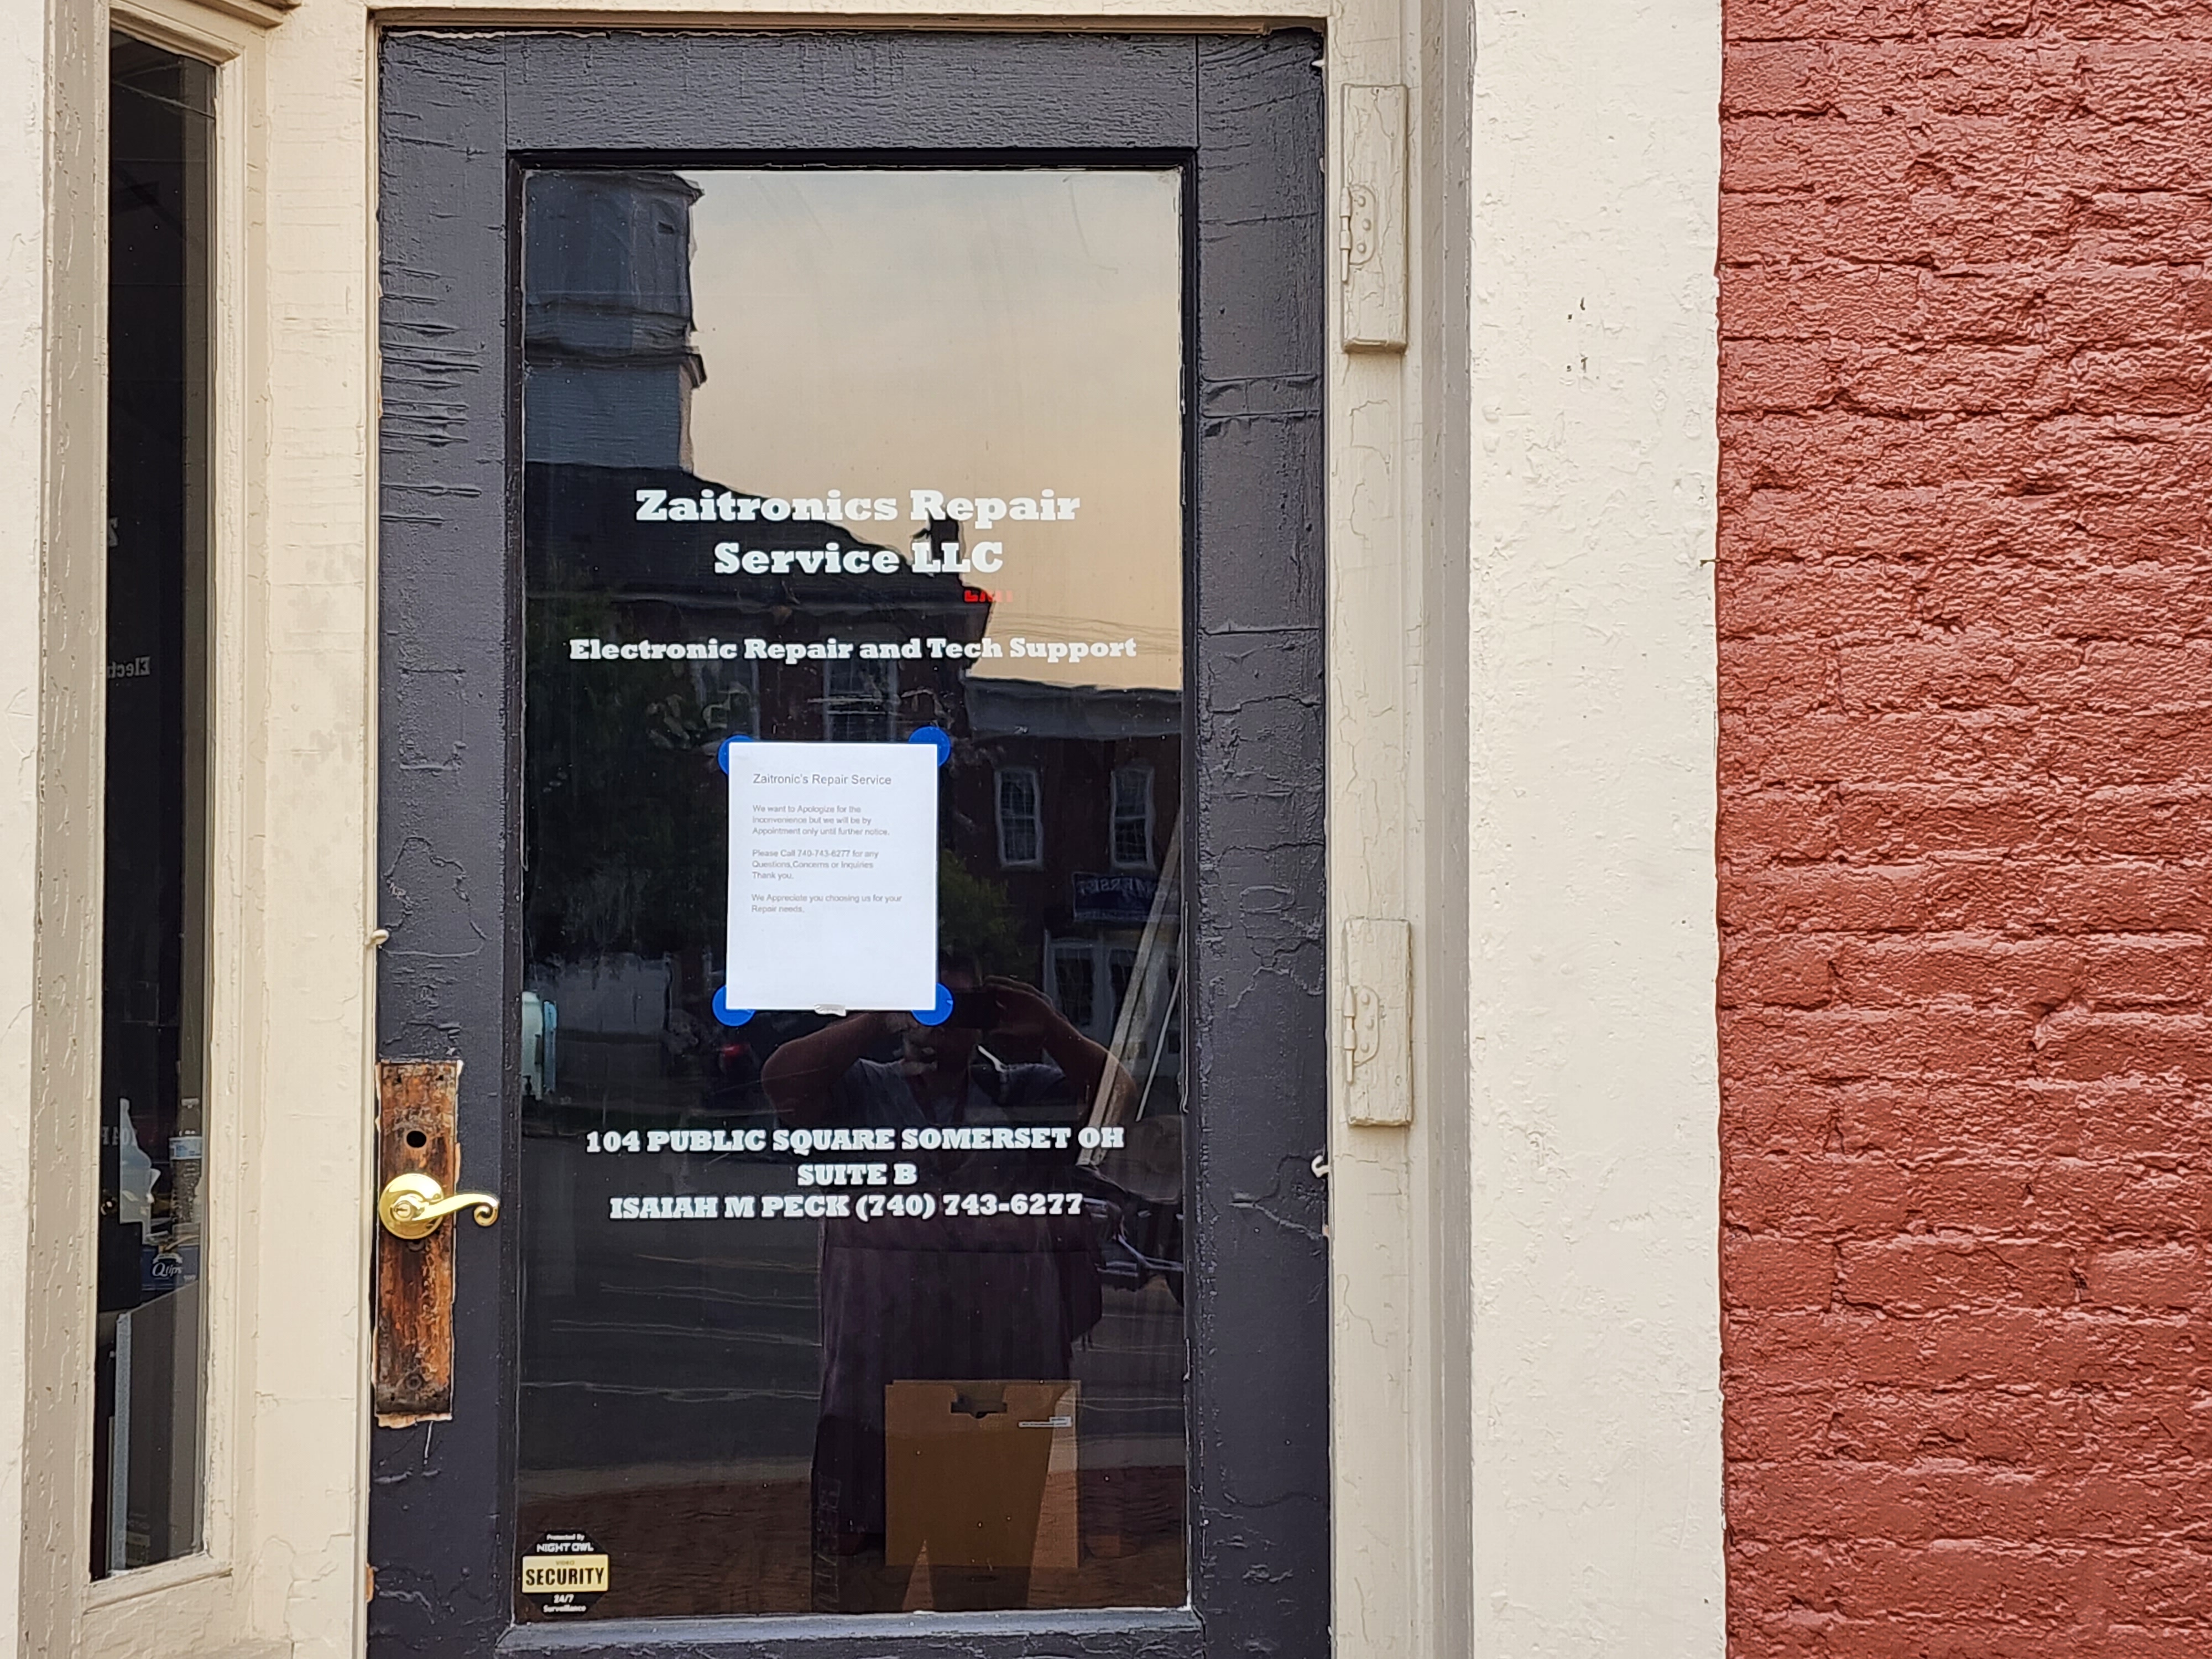 Zaitronics Repair
Service LLC
Electronic Repair and Tech Support
Zaitronic's Repair Service
We want to Apologize for the
Inconvenience but we will be by
Appointment only until further notice.
Please Call 740-743-6277 for any
Questions,Concerns or Inquiries
Thank you.
We Appreciate you choosing us for your
Repair needs.
104 PUBLIC SQUARE SOMERSET OH
SUITE B
ISAIAH M PECK (740) 743-6277
Qtips
Protected By
NIGHT OWL
VIDEO
SECURITY
24/7
Surveillance